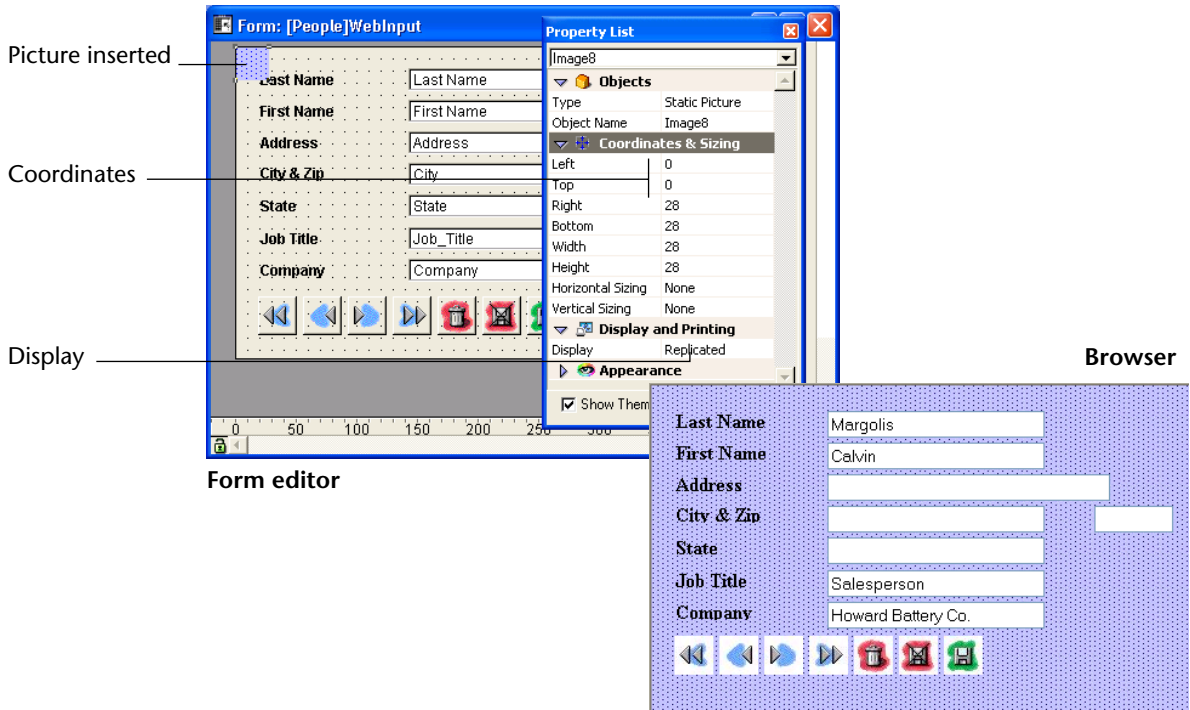 Form: [People]WebInput
Property List
Picture inserted
Image8
Objects
Last Name Last Name
Type Static Picture
First Name First Name
Object Name Image8
Address Address
Coordinates & Sizing
Coordinates
Left 0
City & Zip City
Top 0
State State
Right 28
Bottom 28
Job Title Job_Title
Width 28
Company Company
Height 28
Horizontal Sizing None
Vertical Sizing None
Display and Printing
Display
Display Replicated
Appearance
Show Them
0 50 100 150 200 250 300
Form editor
Browser
Last Name Margolis
First Name Calvin
Address
City & Zip
State
Job Title Salesperson
Company Howard Battery Co.